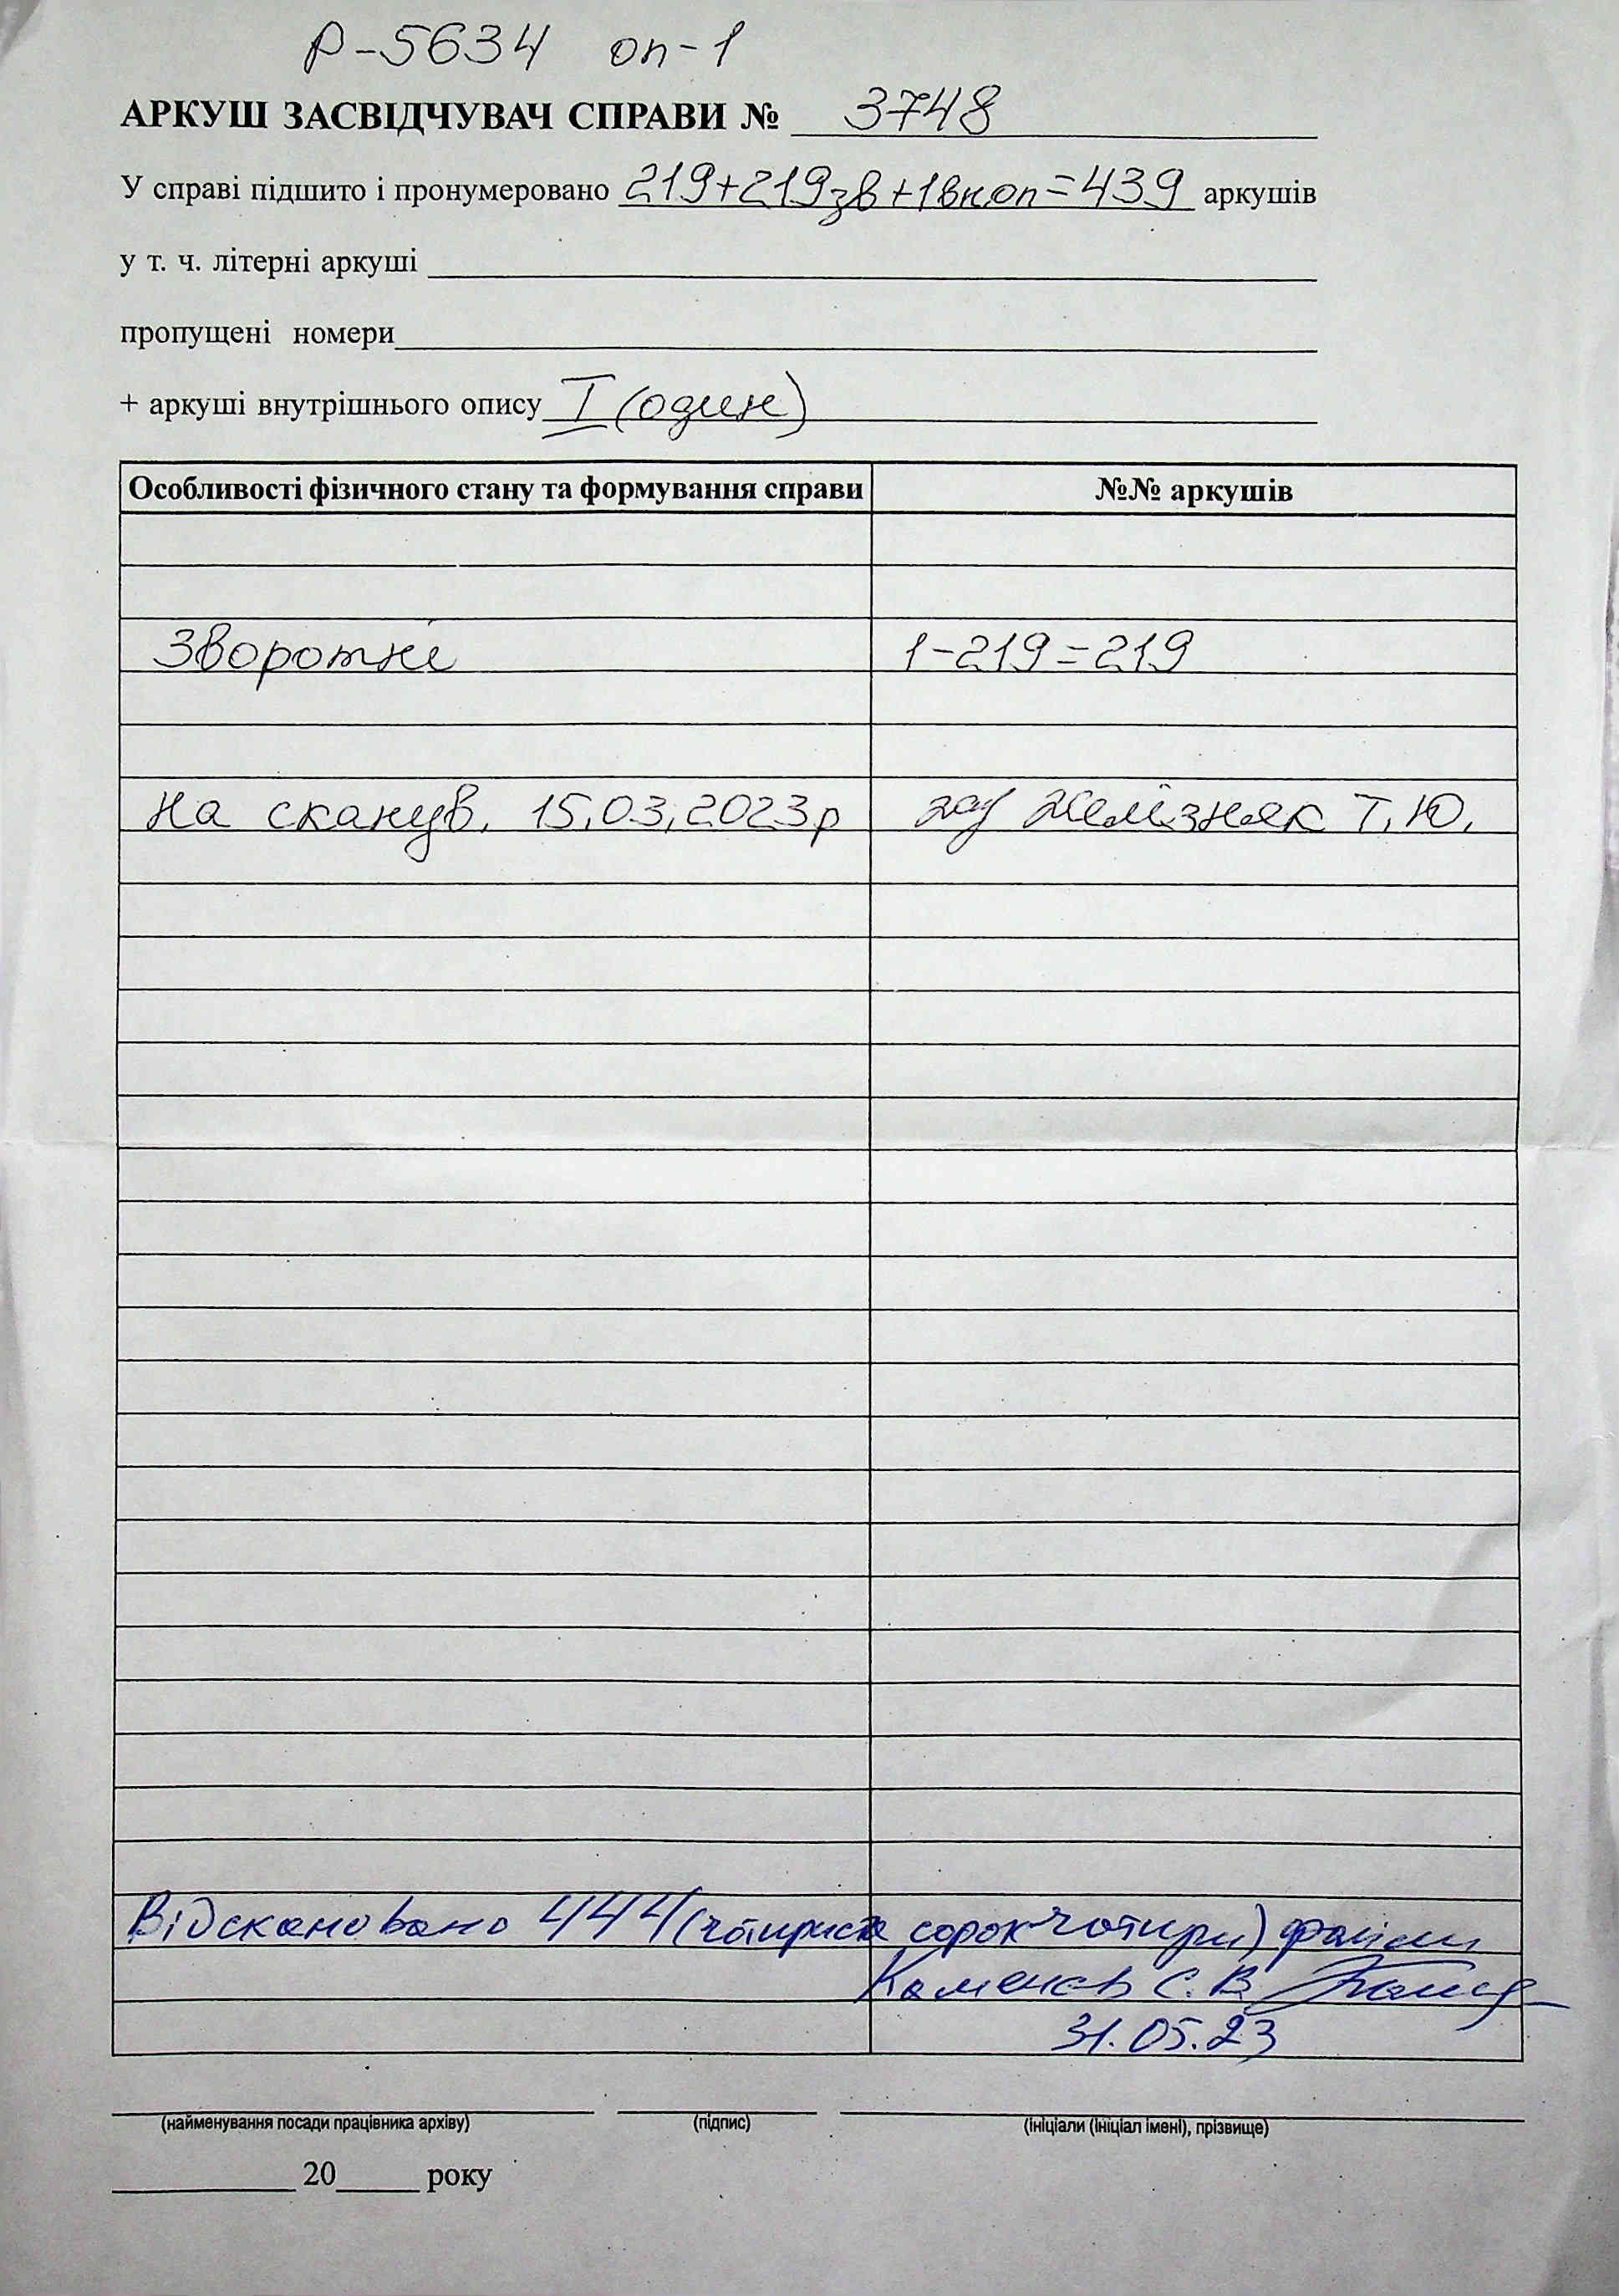 Р-5634 оп-1
АРКУШ ЗАСВІДЧУВАЧ СПРАВИ № 3748
У справі підшито і пронумеровано 219+219зв+1вн.оп=439 аркушів
у т. ч. літерні аркуші
пропущені номери
+ аркуші внутрішнього опису I (один)
Особливості фізичного стану та формування справи №№ аркушів
Зворотні 1-219=219
На сканув. 15.03.2023р Желізняк Т.Ю.
Відскановано 444 (чотириста сорок чотири) файли
Каменєв С.В.
31.05.23
(найменування посади працівника архіву) (підпис) (ініціали (ініціал імені), прізвище)
20 року